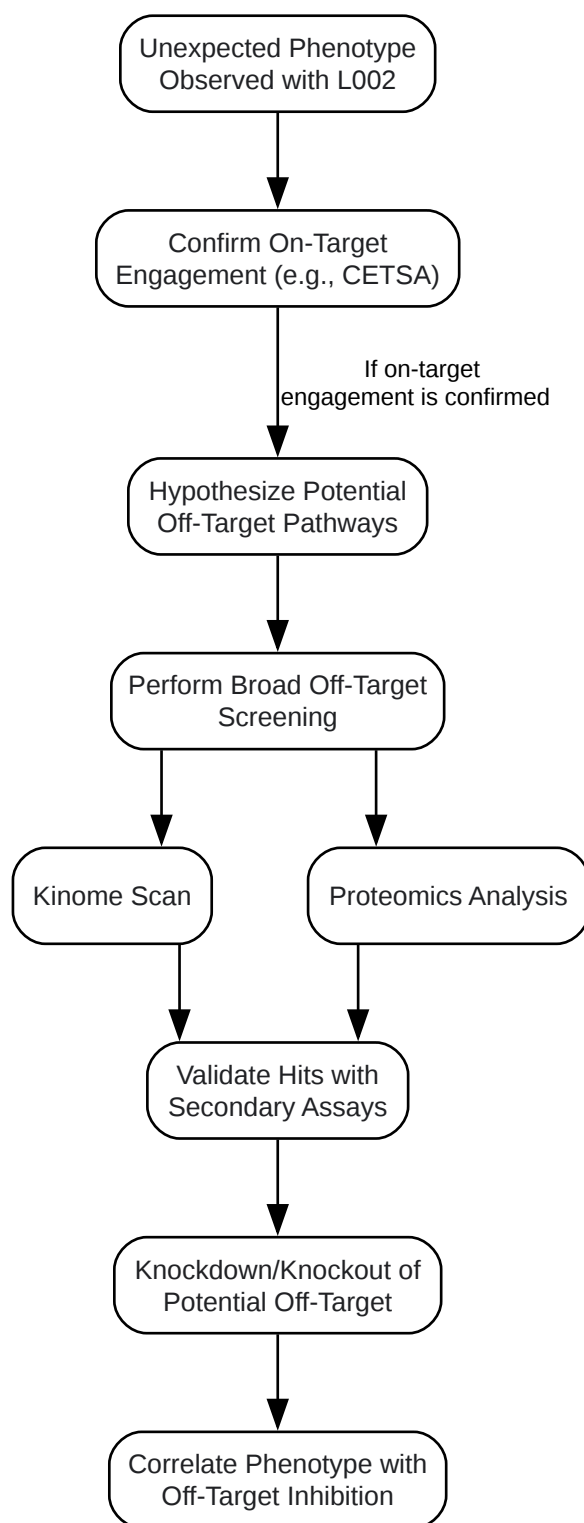 Unexpected Phenotype
Observed with L002
Confirm On-Target
Engagement (e.g., CETSA)
If on-target
engagement is confirmed
Hypothesize Potential
Off-Target Pathways
Perform Broad Off-Target
Screening
Kinome Scan
Proteomics Analysis
Validate Hits with
Secondary Assays
Knockdown/Knockout of
Potential Off-Target
Correlate Phenotype with
Off-Target Inhibition